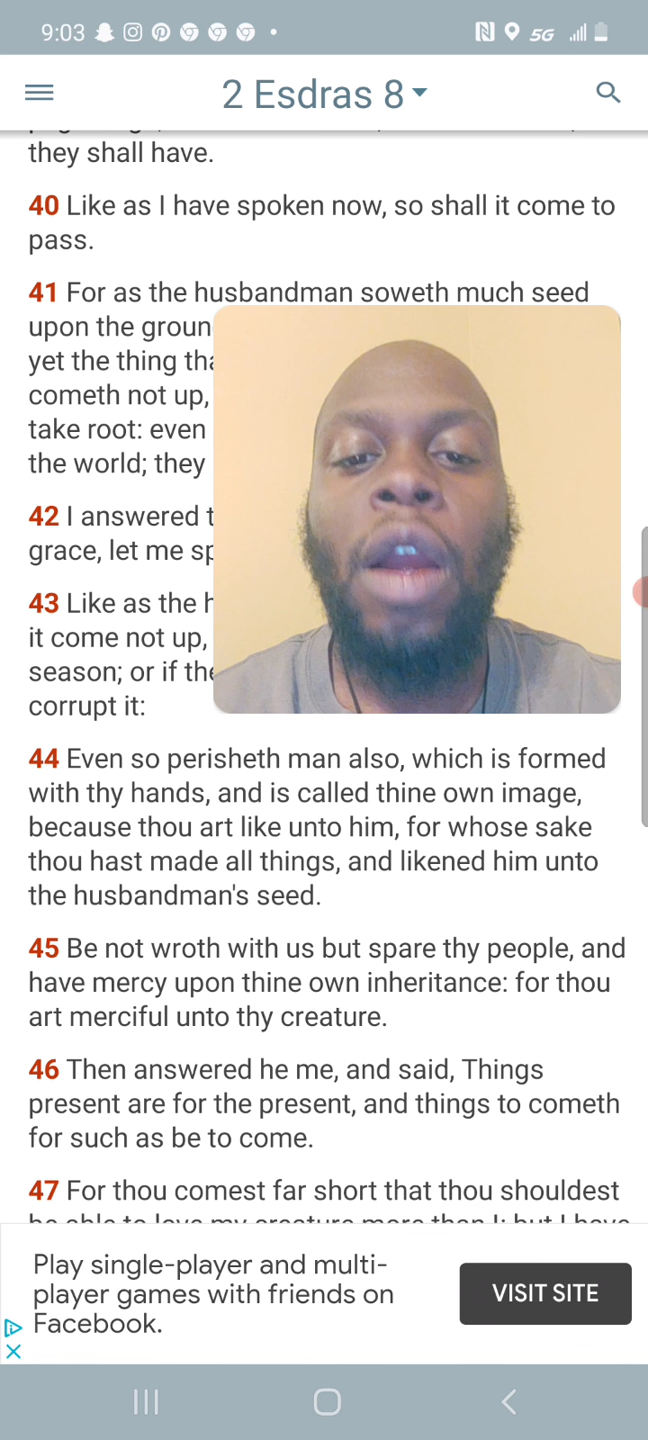 9:03
5G
2 Esdras 8
they shall have.
40 Like as I have spoken now, so shall it come to
pass.
41 For as the husbandman soweth much seed
upon the
yet the thing
cometh not up,
take root: even
the world; they
42 I answered
grace, let me
43 Like as the
it come not up,
season; or if
corrupt it:
44 Even so perisheth man also, which is formed
with thy hands, and is called thine own image,
because thou art like unto him, for whose sake
thou hast made all things, and likened him unto
the husbandman's seed.
45 Be not wroth with us but spare thy people, and
have mercy upon thine own inheritance: for thou
art merciful unto thy creature.
46 Then answered he me, and said, Things
present are for the present, and things to cometh
for such as be to come.
47 For thou comest far short that thou shouldest
Play single-player and multi-
player games with friends on
Facebook.
VISIT SITE